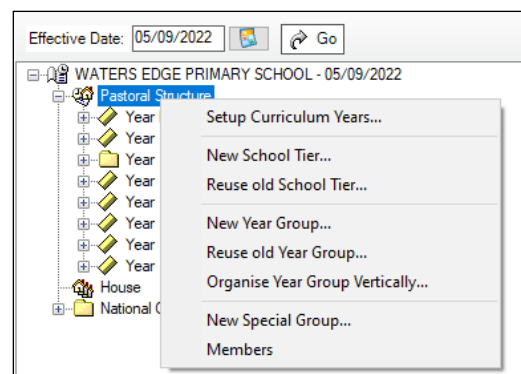 Effective Date: 05/09/2022 Go
WATERS EDGE PRIMARY SCHOOL - 05/09/2022
Pastoral Structure
Year
Setup Curriculum Years...
Year
Year
New School Tier...
Year
Reuse old School Tier...
Year
Year
New Year Group...
Year
Reuse old Year Group...
Year
Organise Year Group Vertically...
House
National
New Special Group...
Members